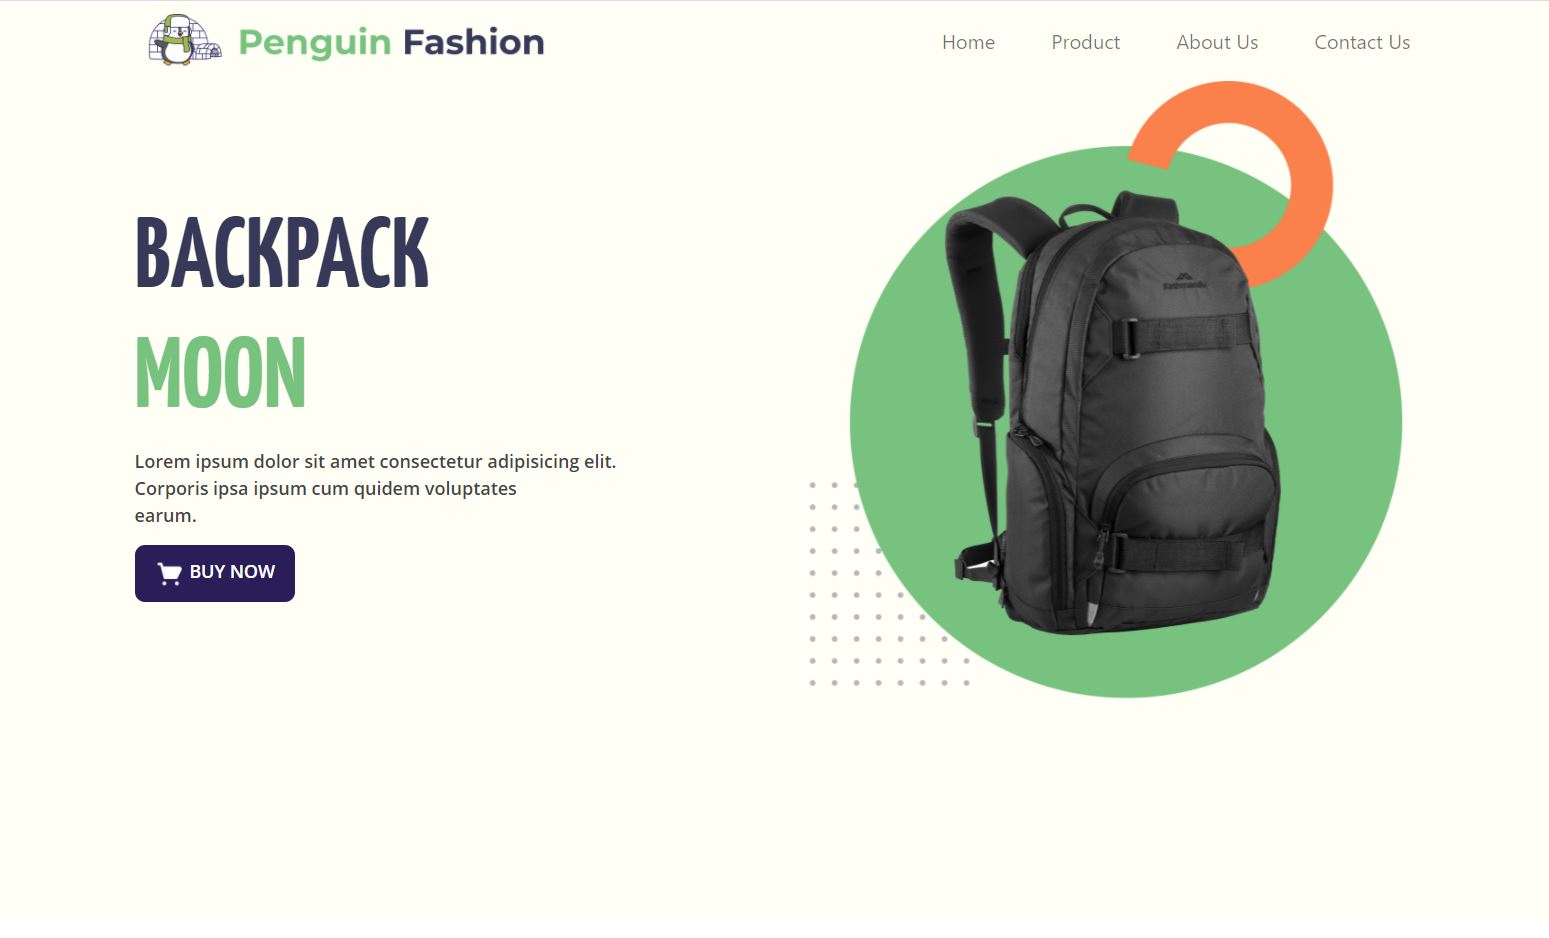 Penguin Fashion
Home Product About Us Contact Us
BACKPACK
MOON
Lorem ipsum dolor sit amet consectetur adipisicing elit.
Corporis ipsa ipsum cum quidem voluptates
earum.
BUY NOW
Kathmandu